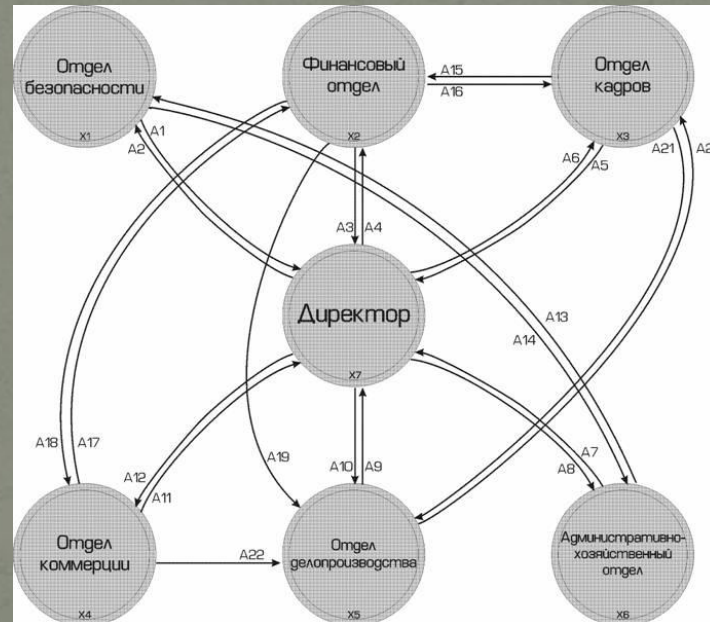 Отдел
безопасности
X1
Финансовый
отдел
X2
Отдел
кадров
X3
A15
A16
A1
A2
A3
A4
A6
A5
A21
Директор
X7
A13
A14
A18
A17
A12
A11
A19
A10
A9
A7
A8
Отдел
коммерции
X4
A22
Отдел
делопроизводства
X5
Административно-
хозяйственный
отдел
X6